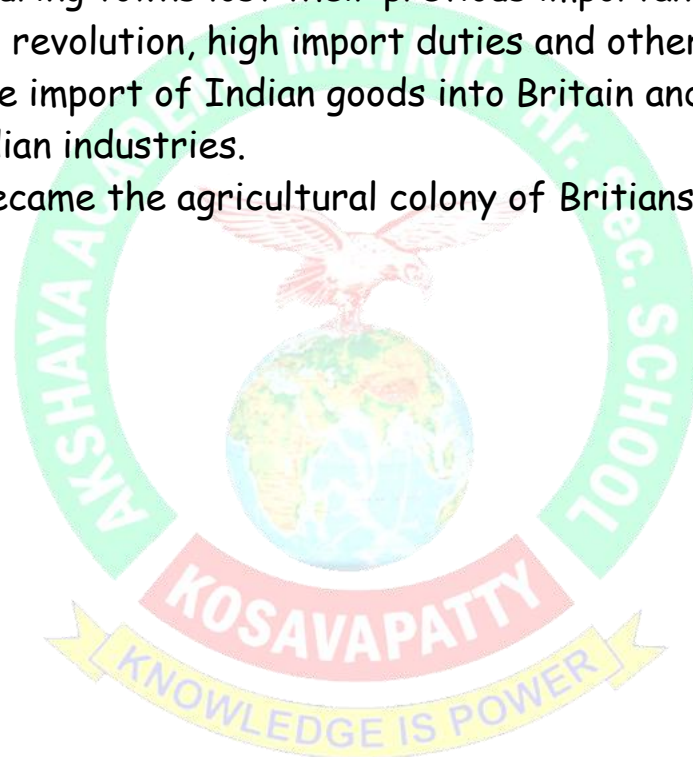 revolution, high import duties and other
e import of Indian goods into Britain and
ian industries.
ecame the agricultural colony of Britians
AKSHAYA ACADEMY MATRIC Hr. Sec. SCHOOL
KOSAVAPATTY
KNOWLEDGE IS POWER